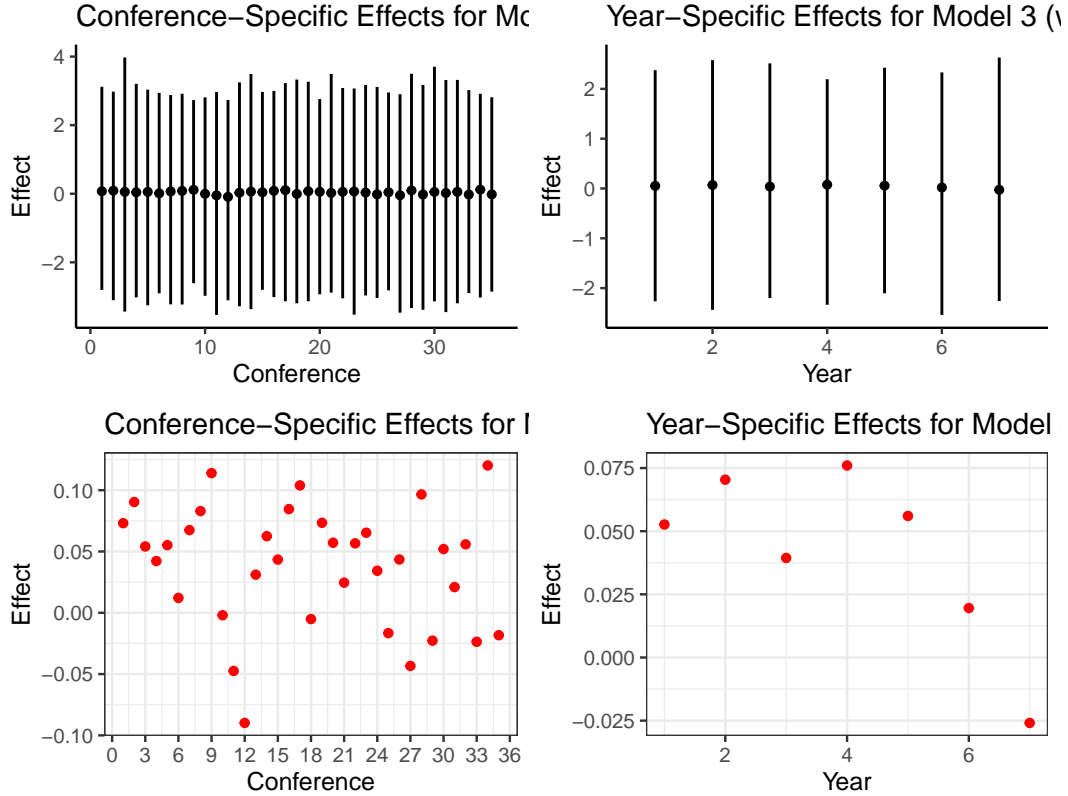 Conference−Specific Effects for Mo
Effect
4
2
0
−2
0 10 20 30
Conference
Year−Specific Effects for Model 3 (
Effect
2
1
0
−1
−2
2 4 6
Year
Conference−Specific Effects for
Effect
0.10
0.05
0.00
−0.05
−0.10
0 3 6 9 12 15 18 21 24 27 30 33 36
Conference
Year−Specific Effects for Model
Effect
0.075
0.050
0.025
0.000
−0.025
2 4 6
Year